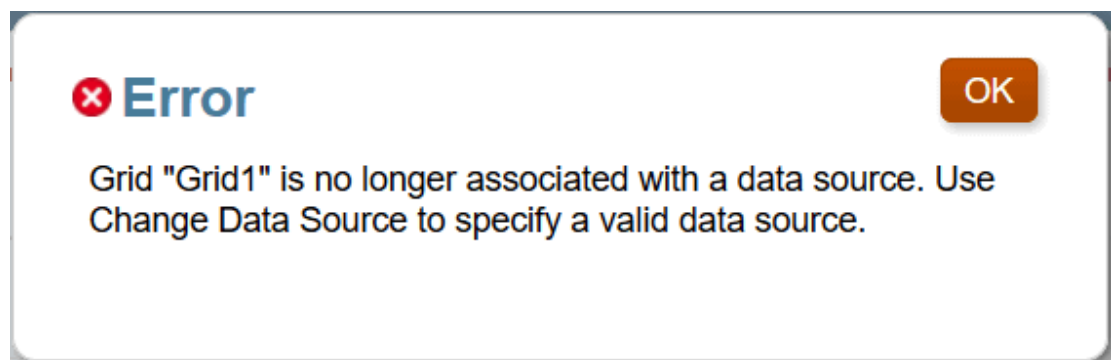 Error
OK
Grid "Grid1" is no longer associated with a data source. Use
Change Data Source to specify a valid data source.